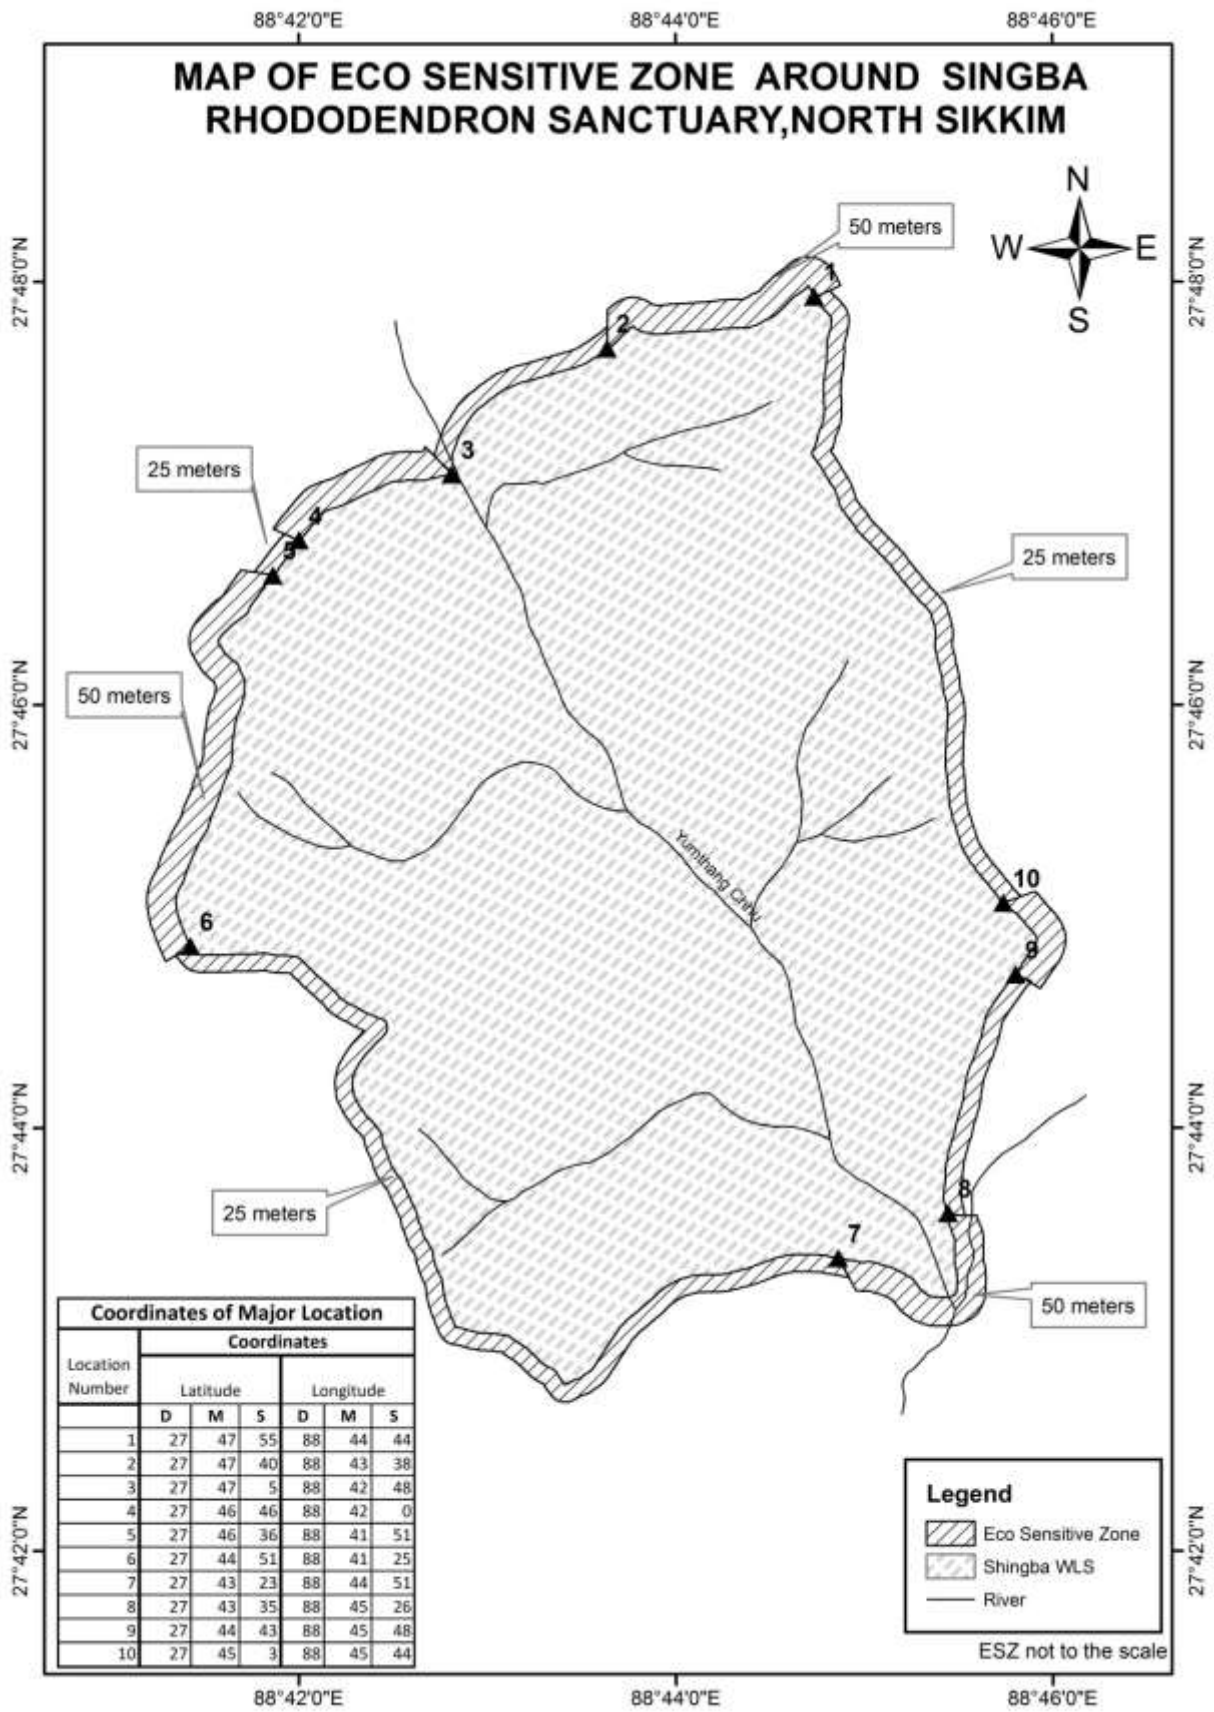 88°42'0"E 88°44'0"E 88°46'0"E
MAP OF ECO SENSITIVE ZONE AROUND SINGBA
RHODODENDRON SANCTUARY,NORTH SIKKIM
N
W E
S
50 meters
27°48'0"N
27°48'0"N
1
2
3
25 meters
4
5
25 meters
50 meters
27°46'0"N
27°46'0"N
Yumthang Chhu
10
6
9
27°44'0"N
27°44'0"N
25 meters
8
7
50 meters
Coordinates of Major Location
Location
Number
Coordinates
Latitude Longitude
D M S D M S
1 27 47 55 88 44 44
2 27 47 40 88 43 38
3 27 47 5 88 42 48
4 27 46 46 88 42 0
5 27 46 36 88 41 51
6 27 44 51 88 41 25
7 27 43 23 88 44 51
8 27 43 35 88 45 26
9 27 44 43 88 45 48
10 27 45 3 88 45 44
Legend
Eco Sensitive Zone
Shingba WLS
River
27°42'0"N
27°42'0"N
ESZ not to the scale
88°42'0"E 88°44'0"E 88°46'0"E